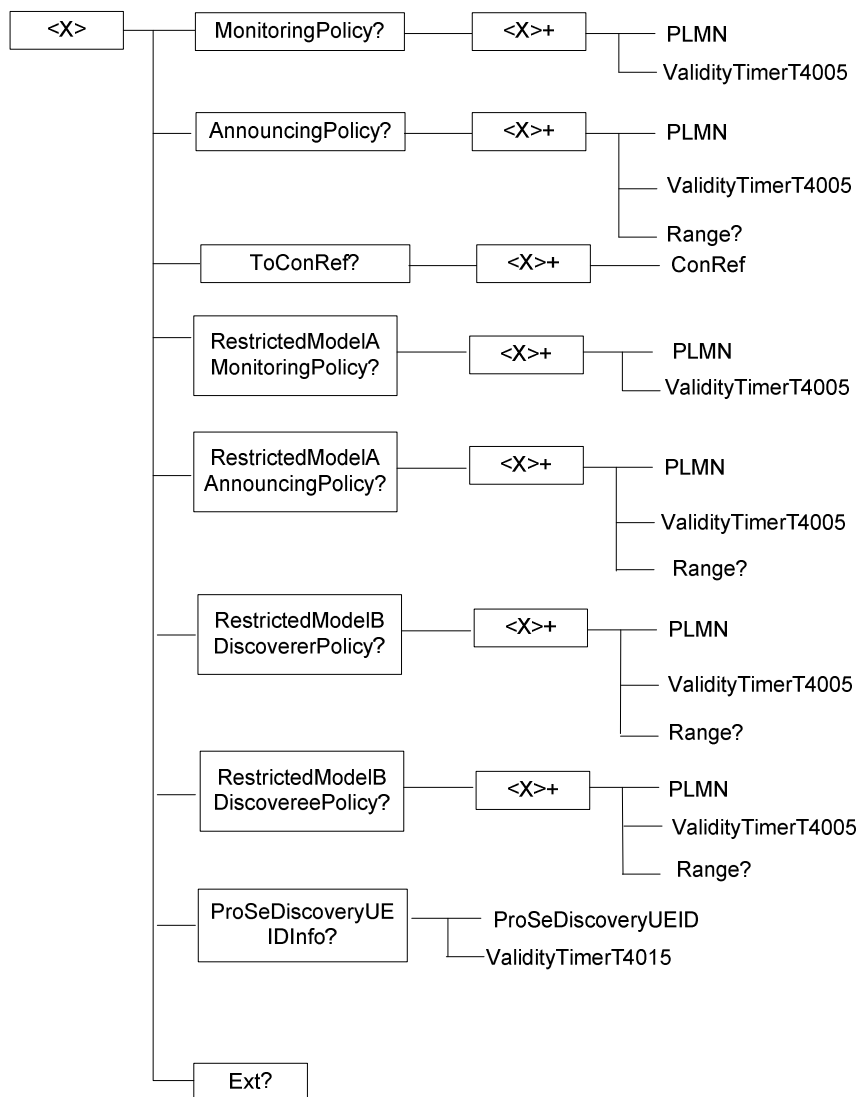 <X>
MonitoringPolicy?
<X>+
PLMN
ValidityTimerT4005
AnnouncingPolicy?
<X>+
PLMN
ValidityTimerT4005
Range?
ToConRef?
<X>+
ConRef
RestrictedModelA
MonitoringPolicy?
<X>+
PLMN
ValidityTimerT4005
RestrictedModelA
AnnouncingPolicy?
<X>+
PLMN
ValidityTimerT4005
Range?
RestrictedModelB
DiscovererPolicy?
<X>+
PLMN
ValidityTimerT4005
Range?
RestrictedModelB
DiscovereePolicy?
<X>+
PLMN
ValidityTimerT4005
Range?
ProSeDiscoveryUE
IDInfo?
ProSeDiscoveryUEID
ValidityTimerT4015
Ext?